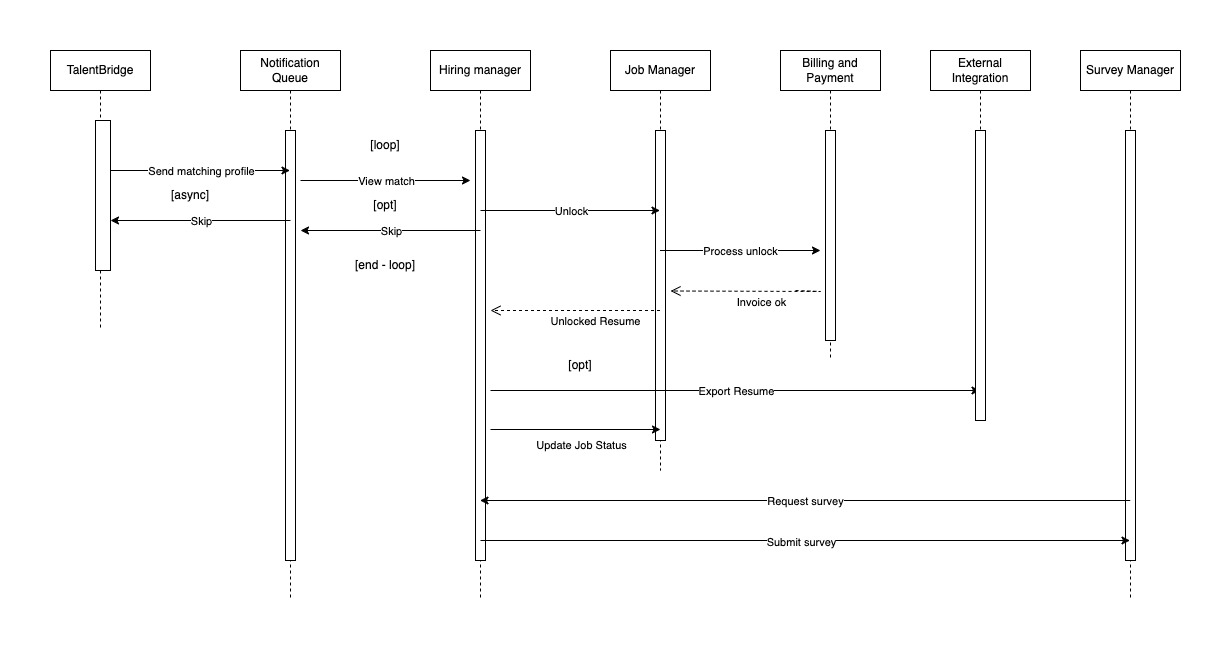 TalentBridge
Notification
Queue
Hiring manager
Job Manager
Billing and
Payment
External
Integration
Survey Manager
[loop]
Send matching profile
View match
[async]
[opt]
Unlock
Skip
Skip
Process unlock
[end - loop]
Invoice ok
Unlocked Resume
[opt]
Export Resume
Update Job Status
Request survey
Submit survey